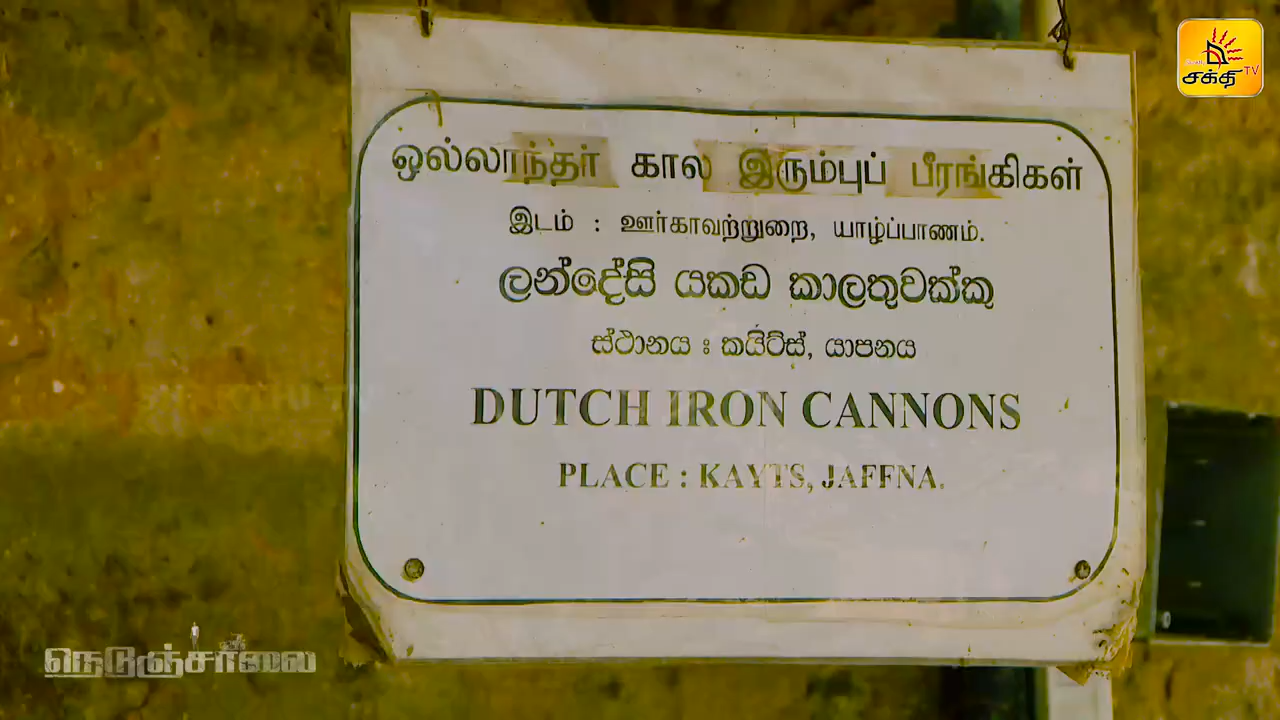 சக்தி TV
ஒல்லாந்தர் கால இரும்புப் பீரங்கிகள்
இடம் : ஊர்காவற்றுறை, யாழ்ப்பாணம்.
ලන්දේසි යකඩ කාලතුවක්කු
ස්ථානය : කයිට්ස්, යාපනය
DUTCH IRON CANNONS
PLACE : KAYTS, JAFFNA.
நெடுஞ்சாலை